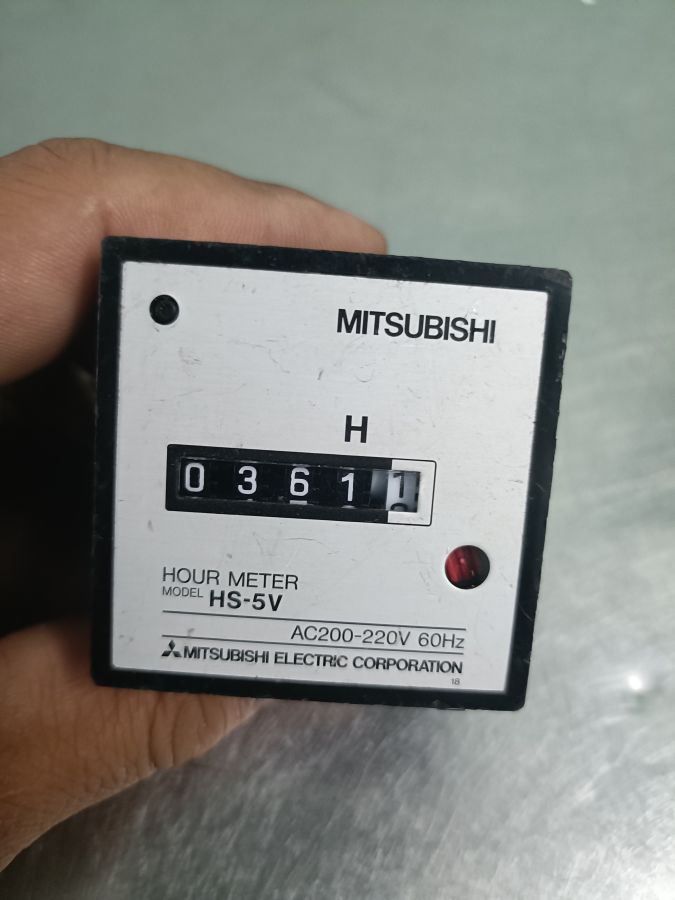 MITSUBISHI
H
0 3 6 1 1
HOUR METER
MODEL HS-5V
AC200-220V 60Hz
MITSUBISHI ELECTRIC CORPORATION
18